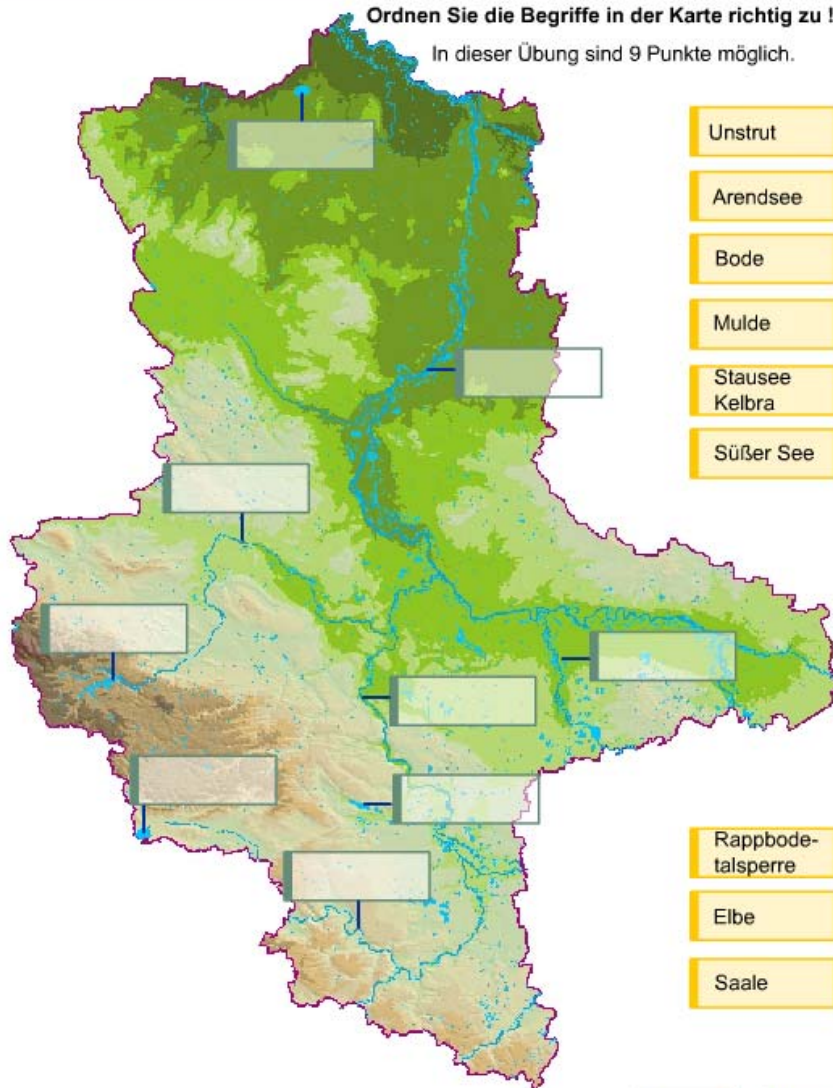 Ordnen Sie die Begriffe in der Karte richtig zu !
In dieser Übung sind 9 Punkte möglich.
Unstrut
Arendsee
Bode
Mulde
Stausee
Kelbra
Süßer See
Rappbode-
talsperre
Elbe
Saale